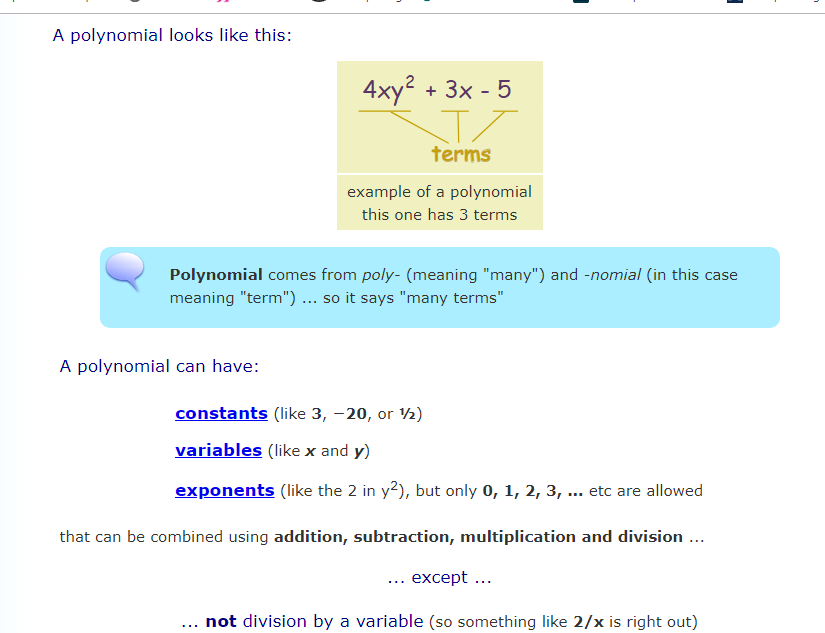 A polynomial looks like this:
4xy² + 3x - 5
terms
example of a polynomial
this one has 3 terms
Polynomial comes from poly- (meaning "many") and -nomial (in this case
meaning "term") ... so it says "many terms"
A polynomial can have:
constants (like 3, −20, or ½)
variables (like x and y)
exponents (like the 2 in y²), but only 0, 1, 2, 3, ... etc are allowed
that can be combined using addition, subtraction, multiplication and division ...
... except ...
... not division by a variable (so something like 2/x is right out)